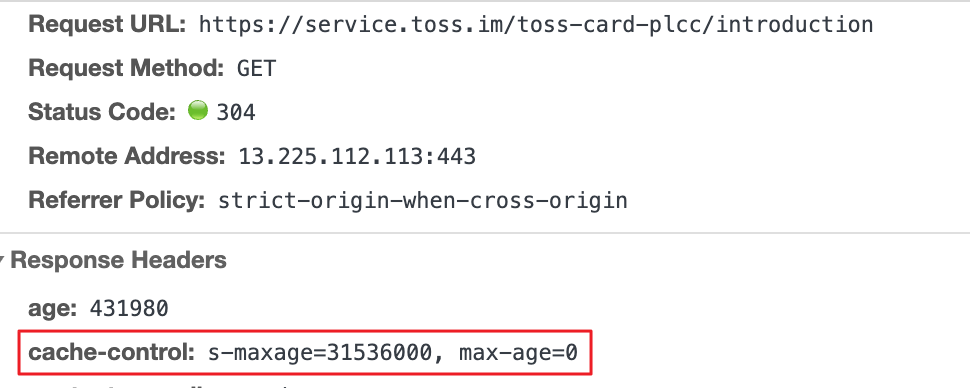 Request URL: https://service.toss.im/toss-card-plcc/introduction
Request Method: GET
Status Code: 304
Remote Address: 13.225.112.113:443
Referrer Policy: strict-origin-when-cross-origin
Response Headers
age: 431980
cache-control: s-maxage=31536000, max-age=0